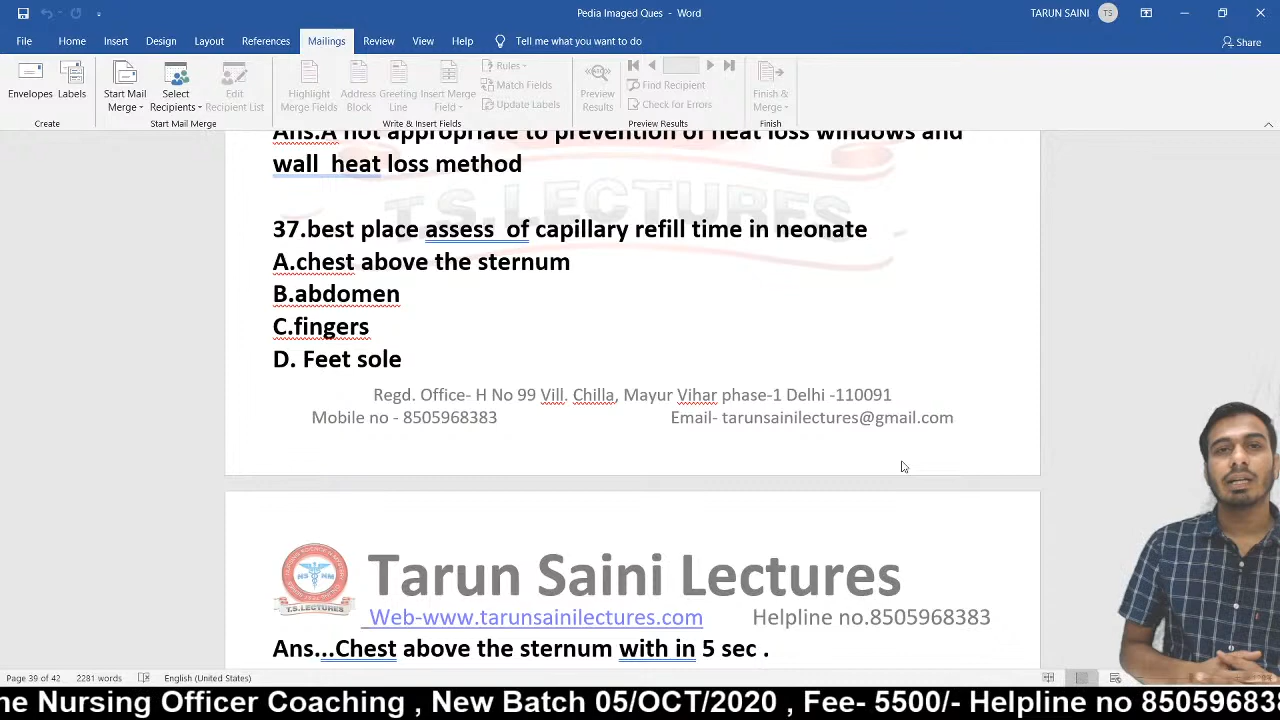 Pedia Imaged Ques - Word
TARUN SAINI TS
File Home Insert Design Layout References Mailings Review View Help Tell me what you want to do Share
Envelopes Labels Start Mail Merge Select Recipients Edit Recipient List Highlight Merge Fields Address Block Greeting Line Insert Merge Field Rules Match Fields Update Labels Preview Results Find Recipient Check for Errors Finish & Merge
Create Start Mail Merge Write & Insert Fields Preview Results Finish
Ans.A not appropriate to prevention of heat loss windows and
wall heat loss method
T.S.LECTURES
37.best place assess of capillary refill time in neonate
A.chest above the sternum
B.abdomen
C.fingers
D. Feet sole
Regd. Office- H No 99 Vill. Chilla, Mayur Vihar phase-1 Delhi -110091
Mobile no - 8505968383 Email- tarunsainilectures@gmail.com
Tarun Saini Lectures
HS NM
T.S.LECTURES
Web-www.tarunsainilectures.com Helpline no.8505968383
Ans...Chest above the sternum with in 5 sec .
Page 39 of 42 2281 words English (United States)
ne Nursing Officer Coaching , New Batch 05/OCT/2020 , Fee- 5500/- Helpline no 85059683